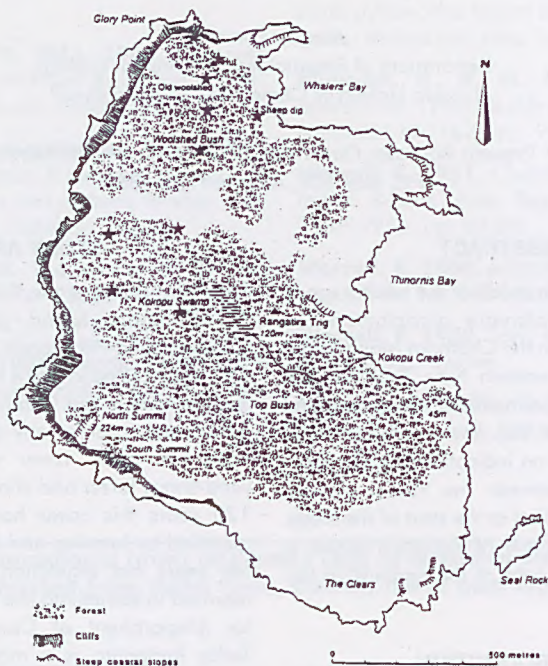 Glory Point
N
Hut
Old woolshed
Whalers' Bay
Sheep dip
Woolshed Bush
Thinornis Bay
Kokopu Swamp
Rangatira Trig
120m
Kokopu Creek
Top Bush
45m
North Summit
224m
South Summit
The Clears
Seal Rock
Forest
Cliffs
Steep coastal slopes
0 500 metres